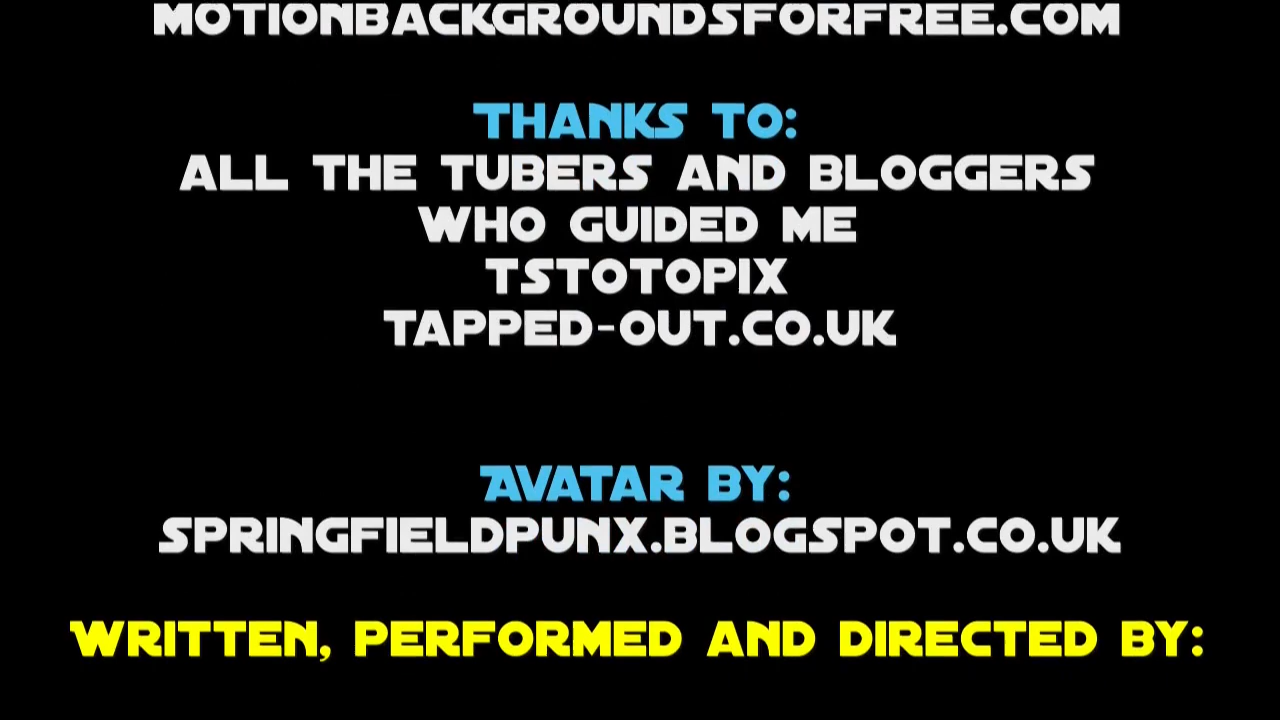 MOTIONBACKGROUNDSFORFREE.COM
THANKS TO:
ALL THE TUBERS AND BLOGGERS
WHO GUIDED ME
TSTOTOPIX
TAPPED-OUT.CO.UK
AVATAR BY:
SPRINGFIELDPUNX.BLOGSPOT.CO.UK
WRITTEN, PERFORMED AND DIRECTED BY: